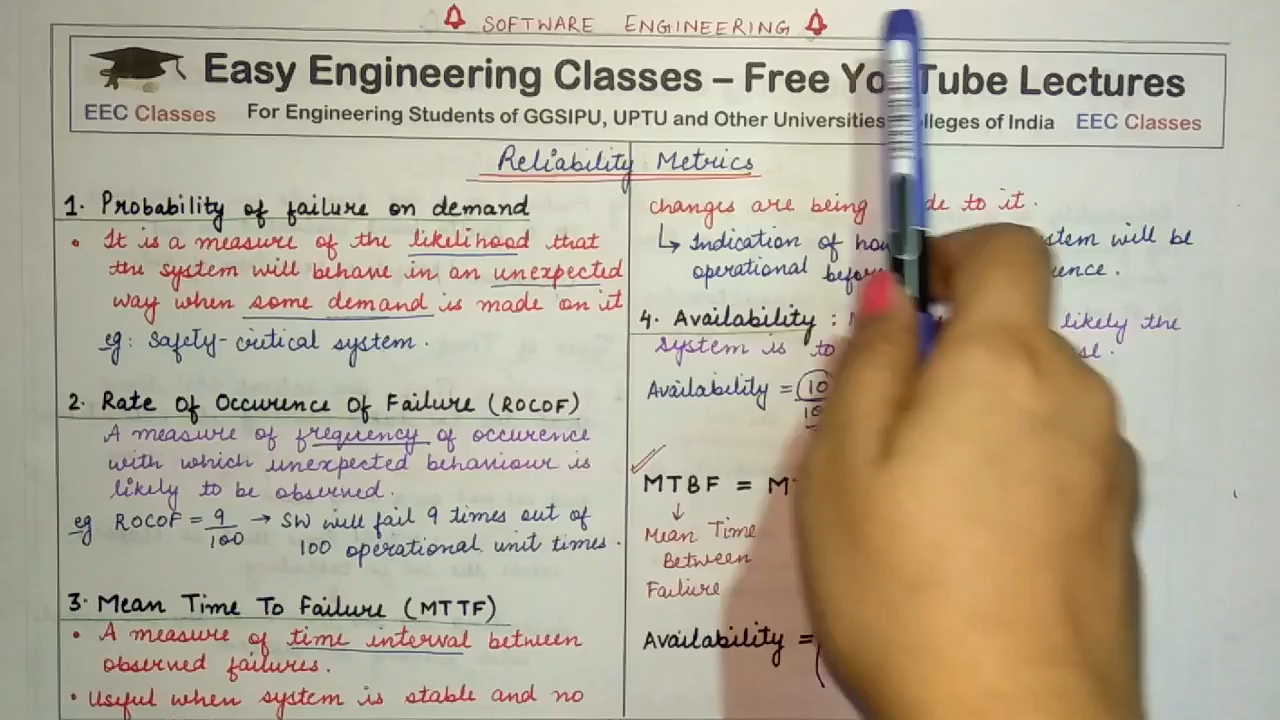 SOFTWARE ENGINEERING
Easy Engineering Classes – Free YouTube Lectures
EEC Classes For Engineering Students of GGSIPU, UPTU and Other Universities lleges of India EEC Classes
Reliability Metrics
1. Probability of failure on demand
• It is a measure of the likelihood that
the system will behave in an unexpected
way when some demand is made on it
eg: Safety-critical system.
2. Rate Of Occurence Of Failure (ROCOF)
A measure of frequency of occurence
with which unexpected behaviour is
likely to be observed.
eg ROCOF = 9/100 → SW will fail 9 times out of
100 operational unit times.
3. Mean Time To Failure (MTTF)
• A measure of time interval between
observed failures.
• Useful when system is stable and no
changes are being de to it.
↳ Indication of how stem will be
operational before ence.
4. Availability : likely the
system is to se.
Availability = 10
MTBF = M
↓
Mean Time
Between
Failure
Availability = (